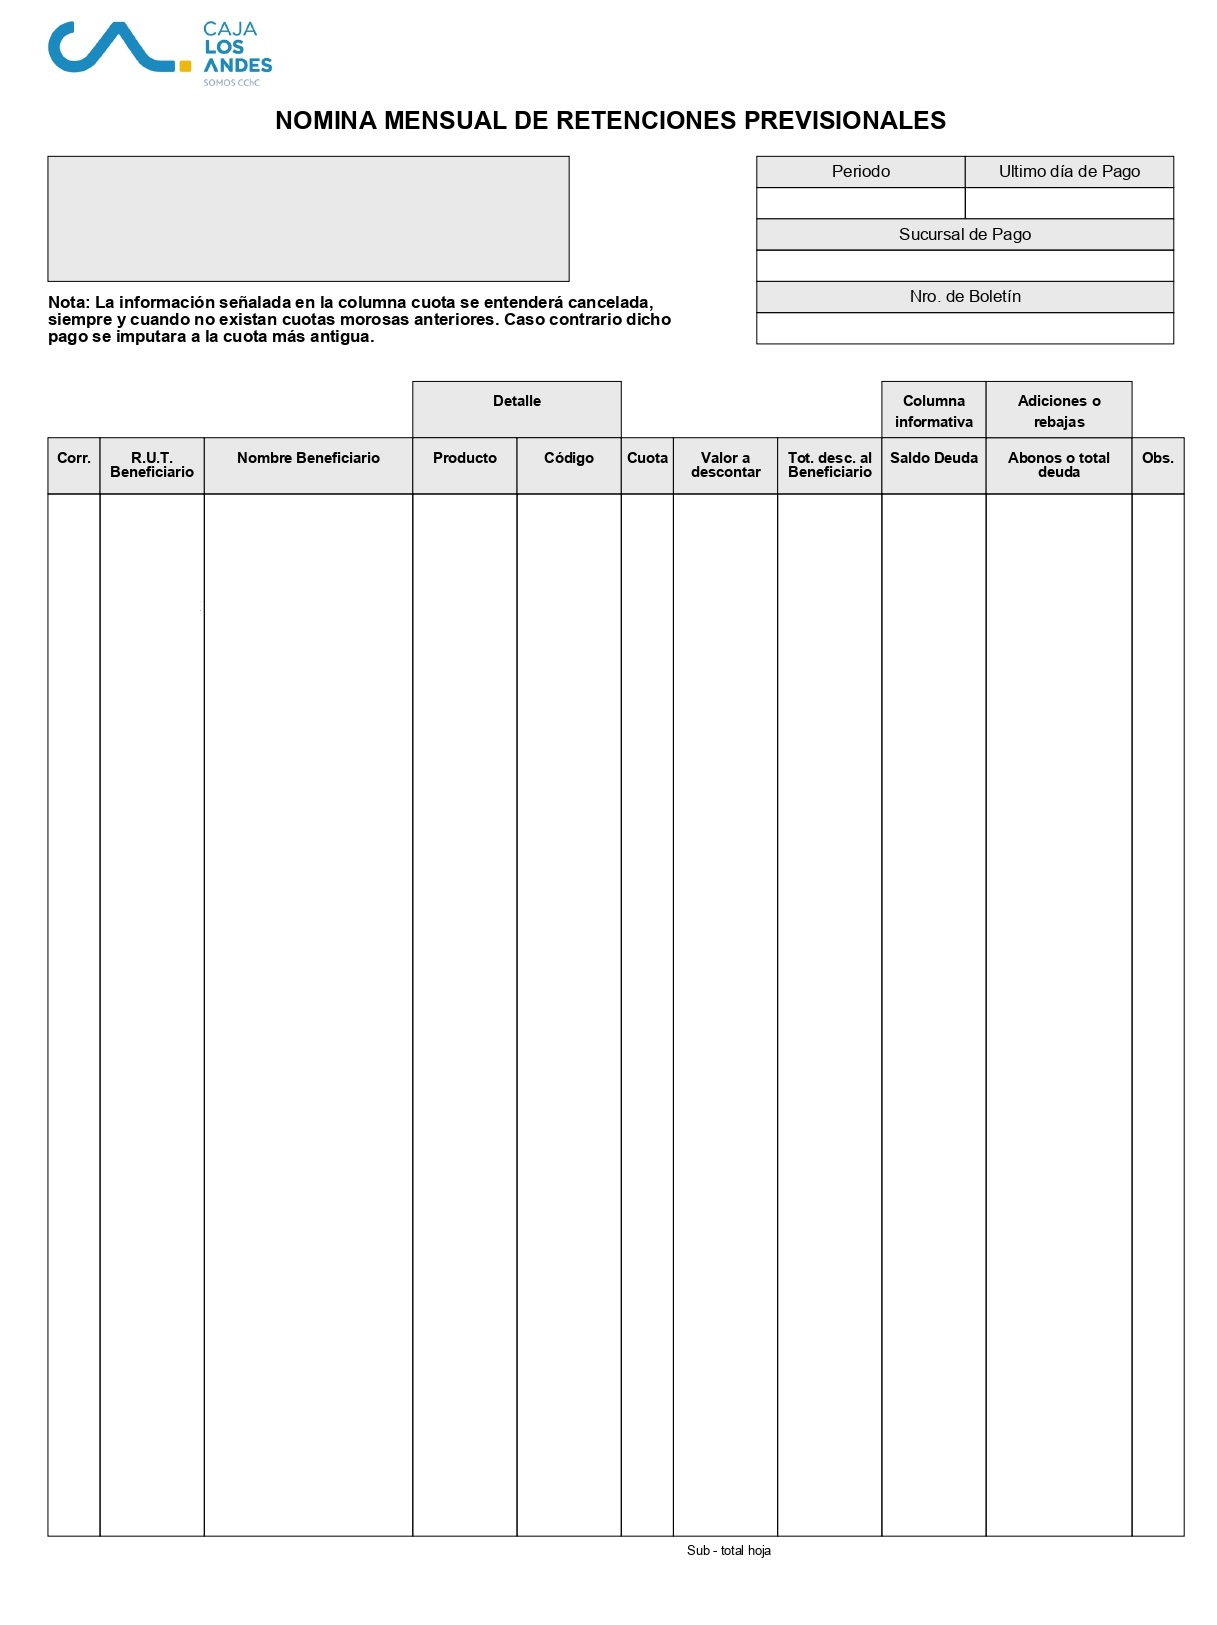 CAJA
LOS
ANDES
SOMOS CChC
NOMINA MENSUAL DE RETENCIONES PREVISIONALES
Periodo
Ultimo día de Pago
Sucursal de Pago
Nro. de Boletín
Nota: La información señalada en la columna cuota se entenderá cancelada,
siempre y cuando no existan cuotas morosas anteriores. Caso contrario dicho
pago se imputara a la cuota más antigua.
Detalle
Columna
informativa
Adiciones o
rebajas
Corr.
R.U.T.
Beneficiario
Nombre Beneficiario
Producto
Código
Cuota
Valor a
descontar
Tot. desc. al
Beneficiario
Saldo Deuda
Abonos o total
deuda
Obs.
Sub - total hoja